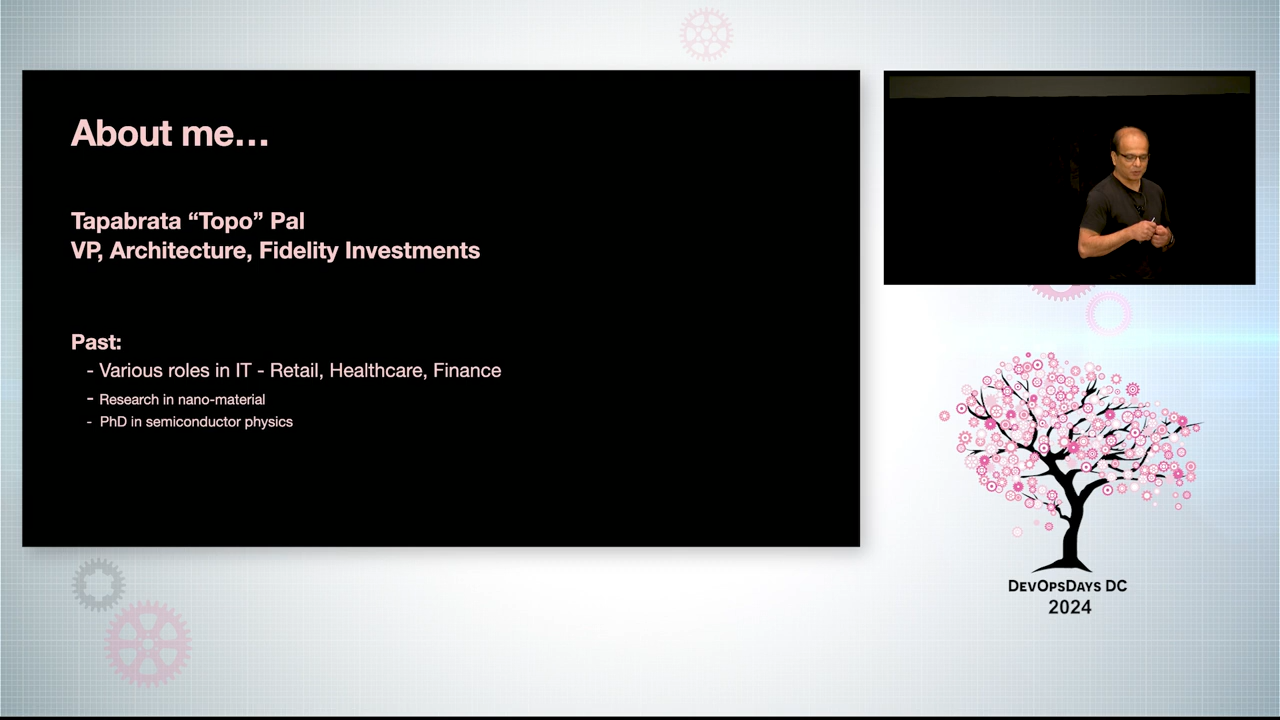 About me…
Tapabrata “Topo” Pal
VP, Architecture, Fidelity Investments
Past:
- Various roles in IT - Retail, Healthcare, Finance
- Research in nano-material
- PhD in semiconductor physics
DevOpsDays DC
2024